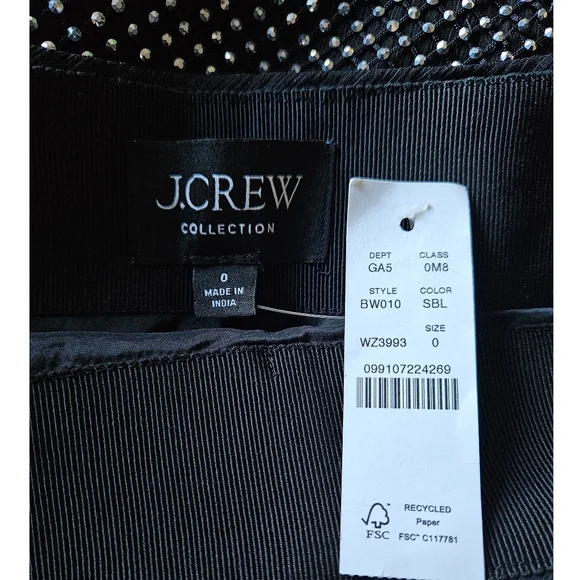 J.CREW
COLLECTION
0
MADE IN
INDIA
DEPT CLASS
GA5 0M8
STYLE COLOR
BW010 SBL
SIZE
WZ3993 0
099107224269
FSC
RECYCLED
Paper
FSC™ C117781